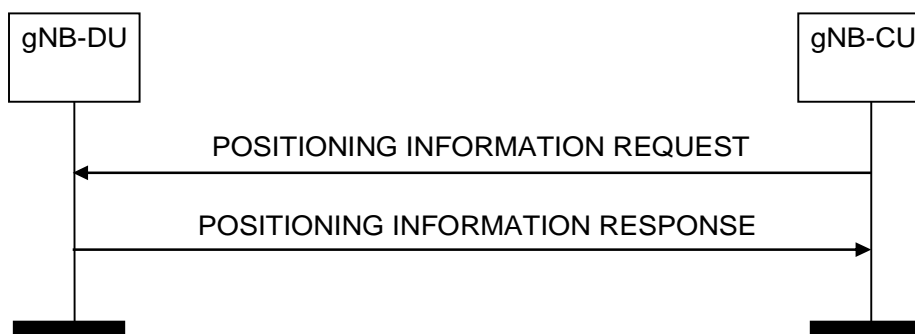 gNB-DU
gNB-CU
POSITIONING INFORMATION REQUEST
POSITIONING INFORMATION RESPONSE